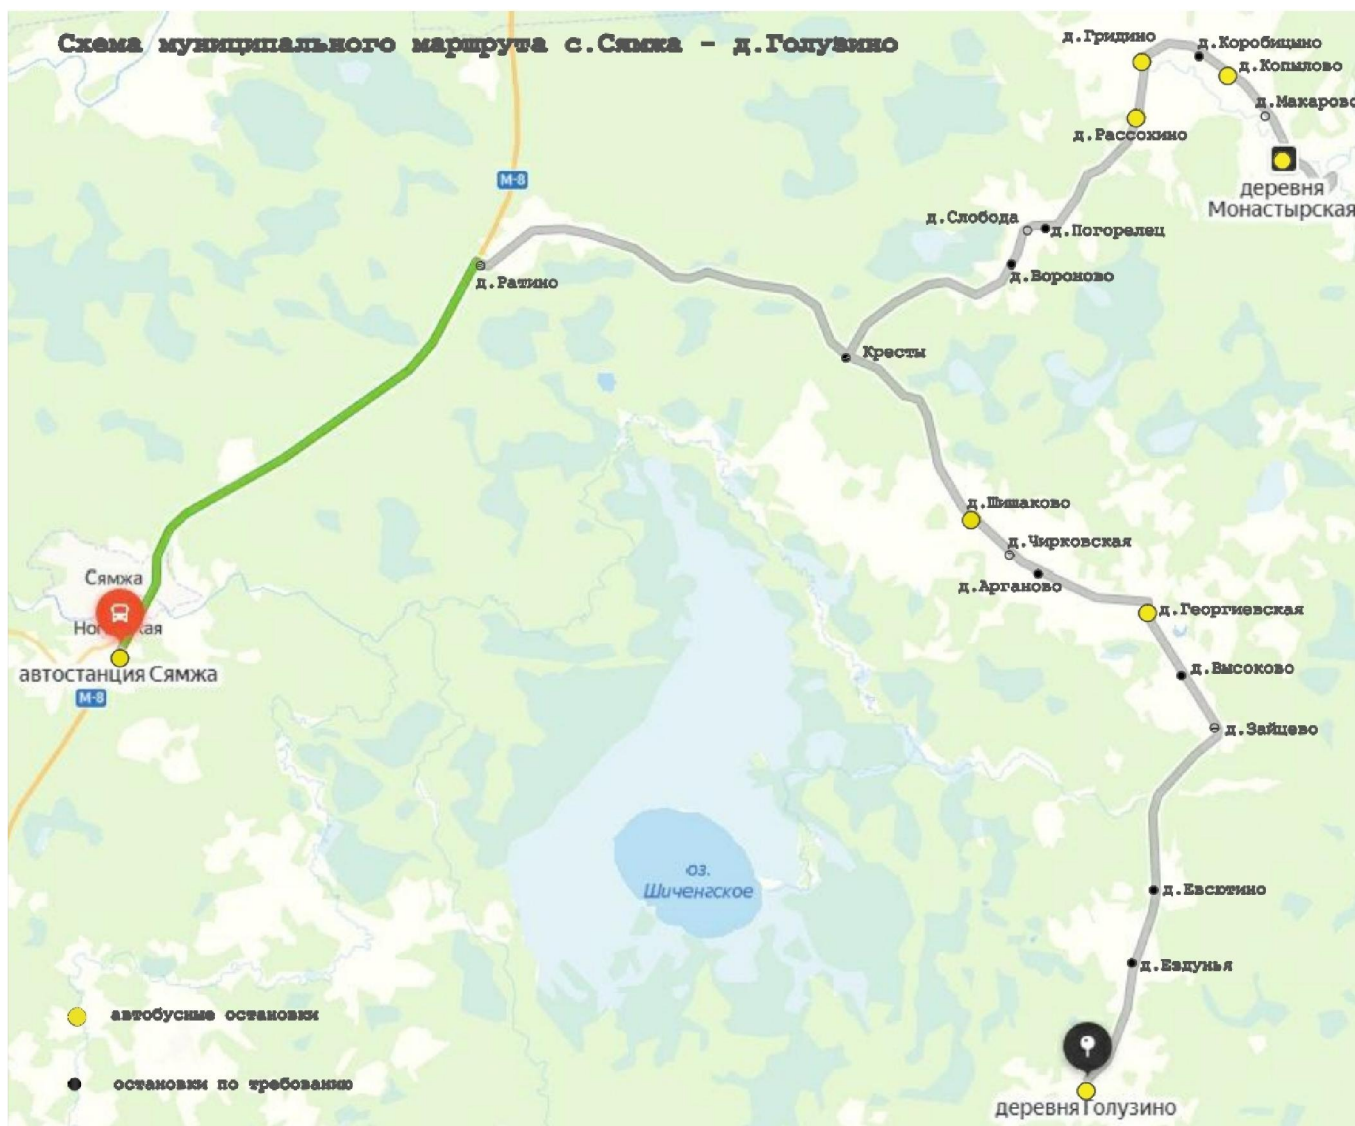 Схема муниципального маршрута с.Сямжа - д.Голузино
д.Гридино
д.Коробицыно
д.Копылово
д.Макарово
д.Рассохино
деревня
Монастырская
М-8
д.Слобода
д.Погорелец
д.Вороново
д.Ратино
Кресты
д.Шишаково
д.Чирковская
д.Арганово
д.Георгиевская
Сямжа
автостанция Сямжа
М-8
д.Высоково
д.Зайцево
оз.
Шиченгское
д.Евсютино
д.Ездунья
автобусные остановки
остановки по требованию
деревня Голузино